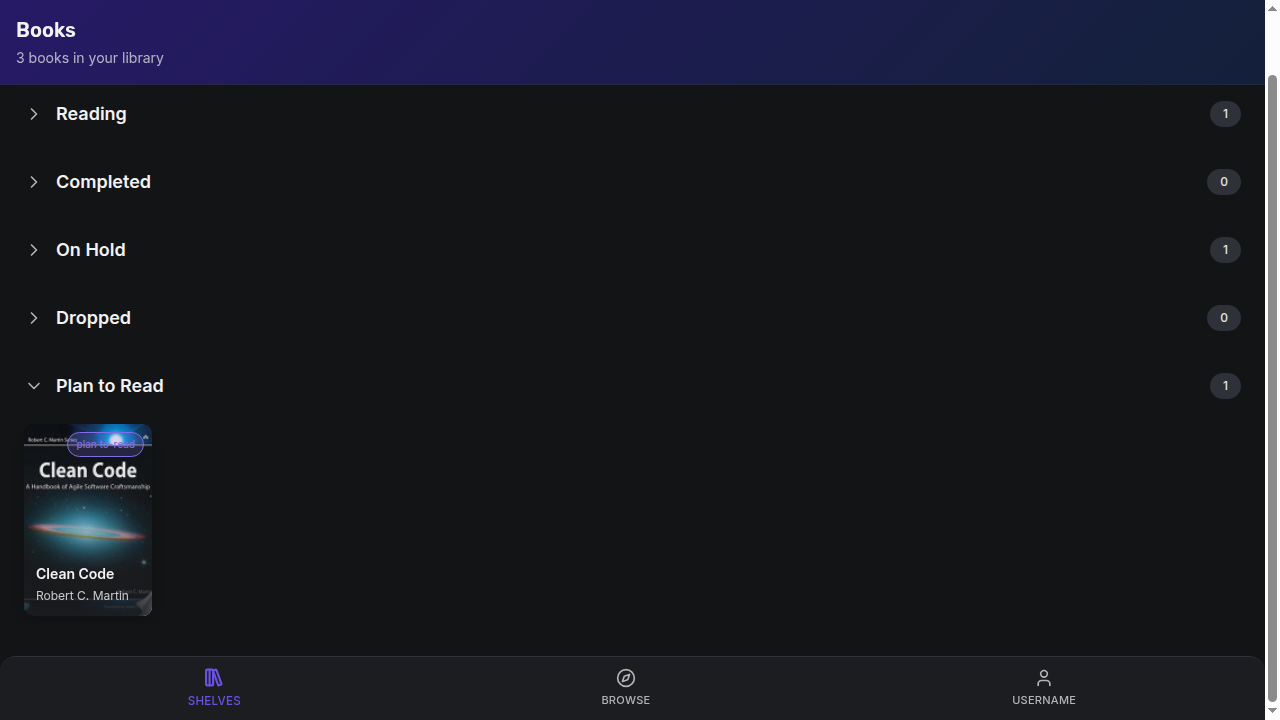 Books
3 books in your library
Reading
1
Completed
0
On Hold
1
Dropped
0
Plan to Read
1
Robert C. Martin Series
plan-to-read
Clean Code
A Handbook of Agile Software Craftsmanship
Clean Code
Robert C. Martin
SHELVES
BROWSE
USERNAME